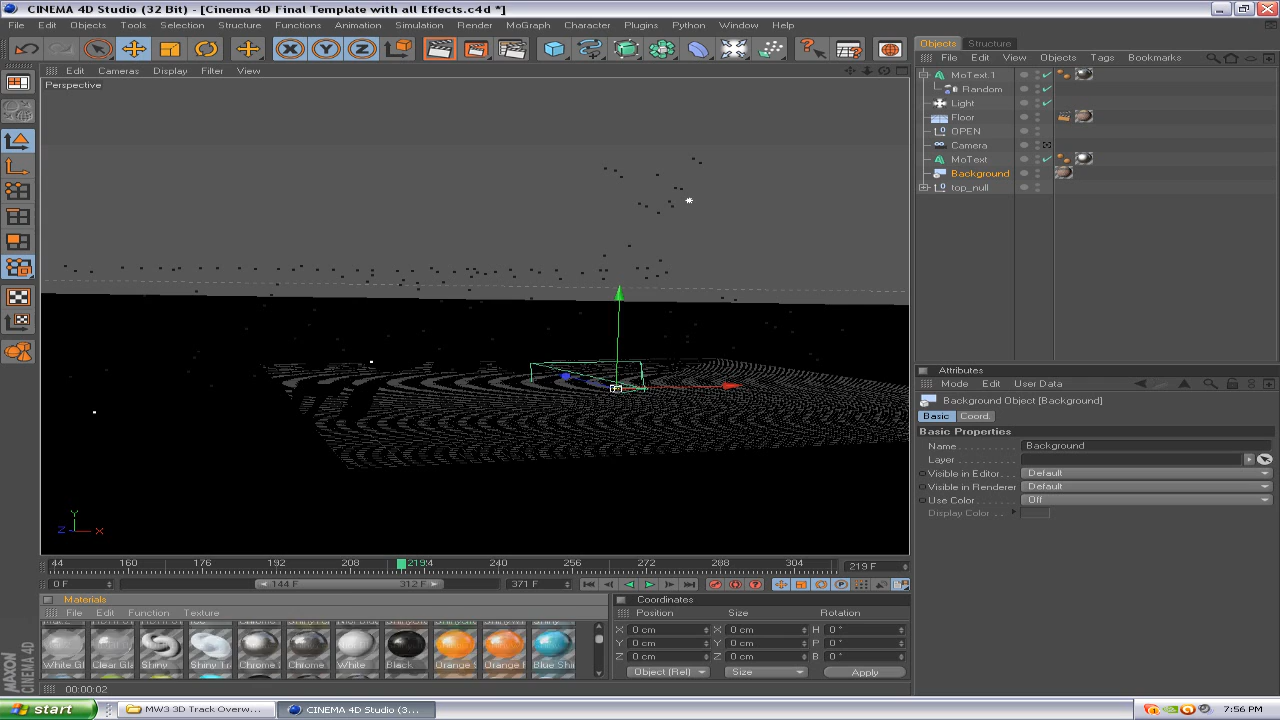 CINEMA 4D Studio (32 Bit) - [Cinema 4D Final Template with all Effects.c4d *]
File Edit Objects Tools Selection Structure Functions Animation Simulation Render MoGraph Character Plugins Python Window Help
Edit Cameras Display Filter View
Perspective
Y
Z X
44 160 176 192 208 219.4 240 256 272 288 304 219 F
0 F 144 F 312 F 371 F
Materials
File Edit Function Texture
White Gl Clear Gla Shiny Shiny Tr Chrome Chrome White Black Orange S Orange F Blue Shi
Coordinates
Position Size Rotation
X 0 cm X 0 cm H 0 °
Y 0 cm Y 0 cm P 0 °
Z 0 cm Z 0 cm B 0 °
Object (Rel) Size Apply
00:00:02
MAXON CINEMA 4D
Objects Structure
File Edit View Objects Tags Bookmarks
MoText.1
Random
Light
Floor
OPEN
Camera
MoText
Background
top_null
Attributes
Mode Edit User Data
Background Object [Background]
Basic Coord.
Basic Properties
Name Background
Layer
Visible in Editor Default
Visible in Renderer Default
Use Color Off
Display Color
start MW3 3D Track Overw... CINEMA 4D Studio (3... 7:56 PM